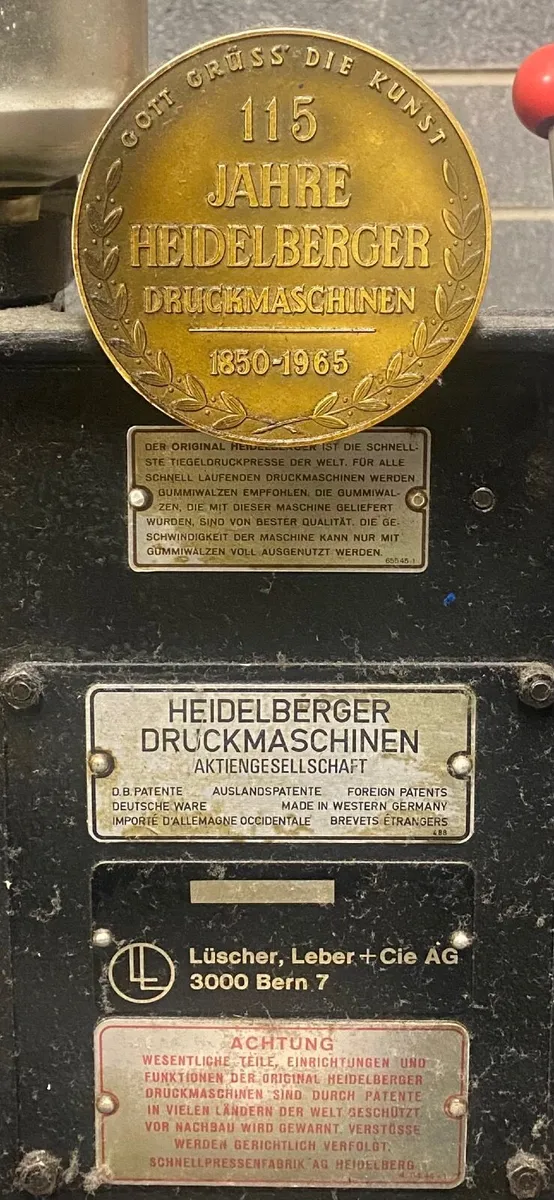 GOTT GRÜSS' DIE KUNST
115
JAHRE
HEIDELBERGER
DRUCKMASCHINEN
1850-1965
DER ORIGINAL HEIDELBERGER IST DIE SCHNELL-
STE TIEGELDRUCKPRESSE DER WELT. FÜR ALLE
SCHNELL LAUFENDEN DRUCKMASCHINEN WERDEN
GUMMIWALZEN EMPFOHLEN. DIE GUMMIWAL-
ZEN, DIE MIT DIESER MASCHINE GELIEFERT
WURDEN, SIND VON BESTER QUALITÄT. DIE GE-
SCHWINDIGKEIT DER MASCHINE KANN NUR MIT
GUMMIWALZEN VOLL AUSGENUTZT WERDEN.
65545-1
HEIDELBERGER
DRUCKMASCHINEN
AKTIENGESELLSCHAFT
D.B. PATENTE AUSLANDSPATENTE FOREIGN PATENTS
DEUTSCHE WARE MADE IN WESTERN GERMANY
IMPORTÉ D'ALLEMAGNE OCCIDENTALE BREVETS ÉTRANGERS
488
LL
Lüscher, Leber + Cie AG
3000 Bern 7
ACHTUNG
WESENTLICHE TEILE, EINRICHTUNGEN UND
FUNKTIONEN DER ORIGINAL HEIDELBERGER
DRUCKMASCHINEN SIND DURCH PATENTE
IN VIELEN LÄNDERN DER WELT GESCHÜTZT
VOR NACHBAU WIRD GEWARNT. VERSTÖSSE
WERDEN GERICHTLICH VERFOLGT.
SCHNELLPRESSENFABRIK AG HEIDELBERG